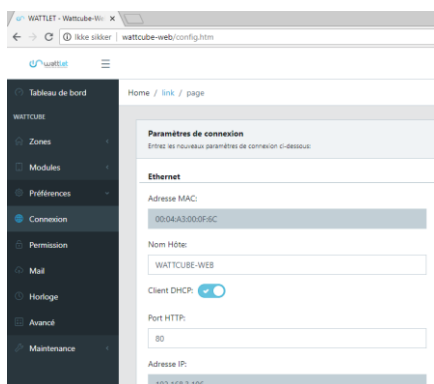 WATTLET - Wattcube-We
Ikke sikker | wattcube-web/config.htm
wattlet
Tableau de bord
Home / link / page
WATTCUBE
Zones
Modules
Préférences
Connexion
Permission
Mail
Horloge
Avancé
Maintenance
Paramètres de connexion
Entrez les nouveaux paramètres de connexion ci-dessous:
Ethernet
Adresse MAC:
00:04:A3:00:0F:6C
Nom Hôte:
WATTCUBE-WEB
Client DHCP:
Port HTTP:
80
Adresse IP: